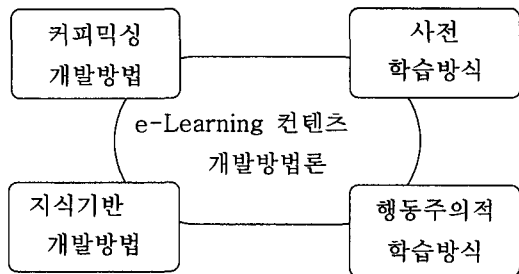 커피믹싱
개발방법
사전
학습방식
e-Learning 컨텐츠
개발방법론
지식기반
개발방법
행동주의적
학습방식